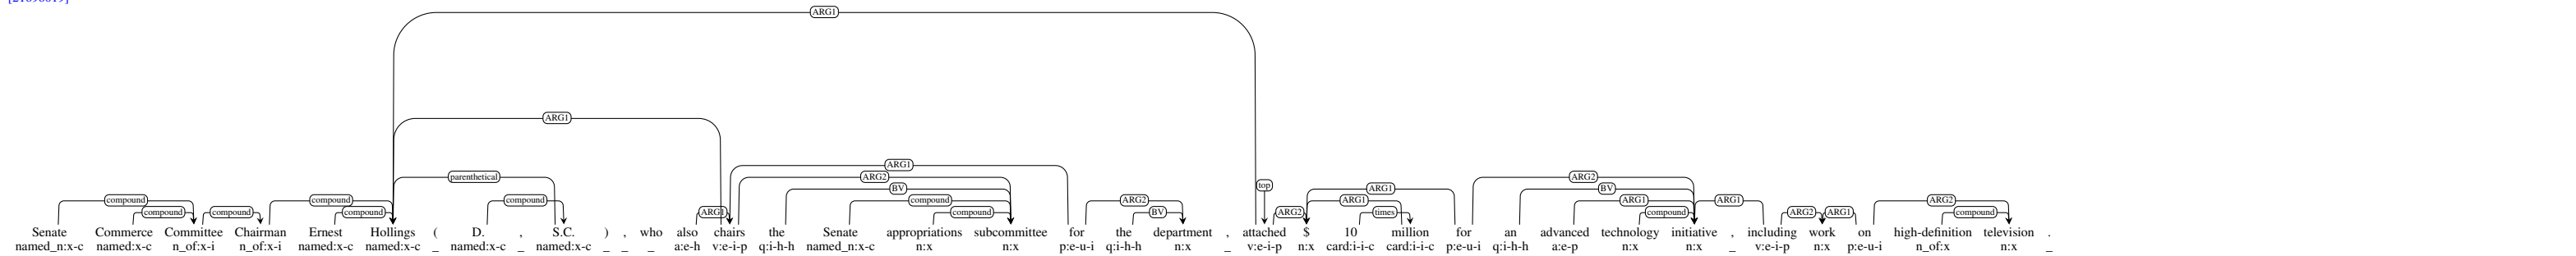 ARG1
ARG1
ARG1
parenthetical ARG2 ARG2
BV top BV ARG1
compound compound compound compound ARG2 ARG1 ARG1 ARG1 ARG2
compound compound compound ARG1 compound BV ARG2 times compound ARG2 ARG1 compound
Senate Commerce Committee Chairman Ernest Hollings ( D. , S.C. ) , who also chairs the Senate appropriations subcommittee for the department , attached $ 10 million for an advanced technology initiative , including work on high-definition television .
named_n:x-c named:x-c n_of:x-i n_of:x-i named:x-c named:x-c _ named:x-c _ named:x-c _ _ _ a:e-h v:e-i-p q:i-h-h named_n:x-c n:x n:x p:e-u-i q:i-h-h n:x _ v:e-i-p n:x card:i-i-c card:i-i-c p:e-u-i q:i-h-h a:e-p n:x n:x _ v:e-i-p n:x p:e-u-i n_of:x n:x _